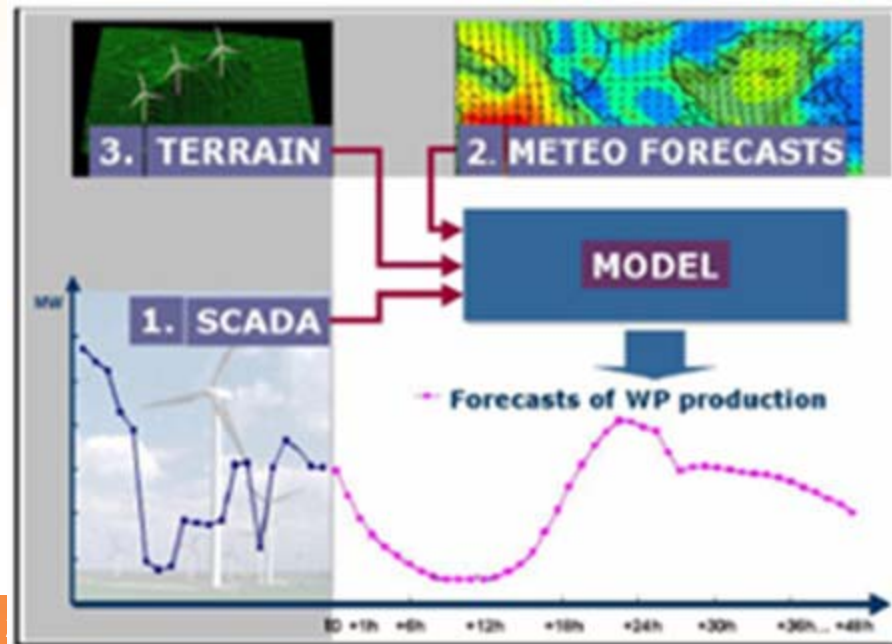 3. TERRAIN
2. METEO FORECASTS
MODEL
1. SCADA
MW
Forecasts of WP production
+1h +6h +12h +18h +24h +30h +36h... +48h